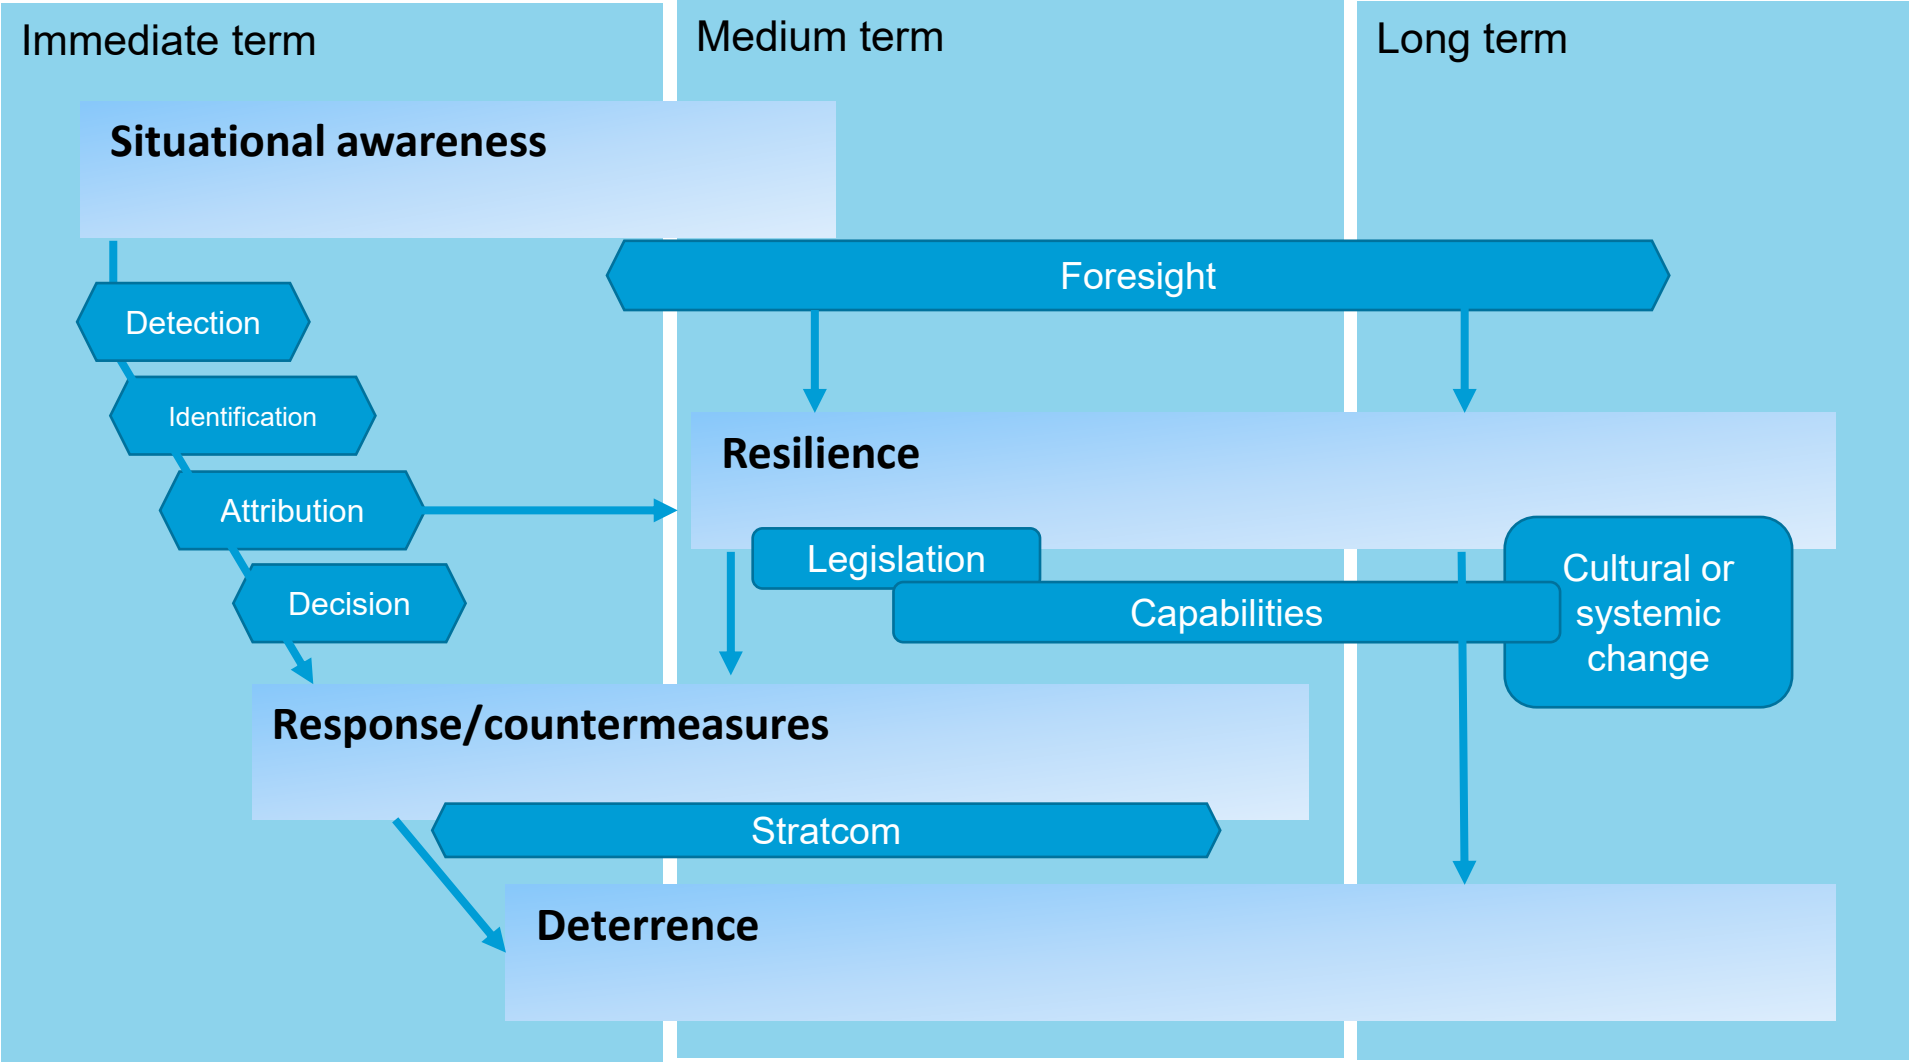 Immediate term
Medium term
Long term
Situational awareness
Foresight
Detection
Identification
Attribution
Decision
Resilience
Legislation
Capabilities
Cultural or
systemic
change
Response/countermeasures
Stratcom
Deterrence